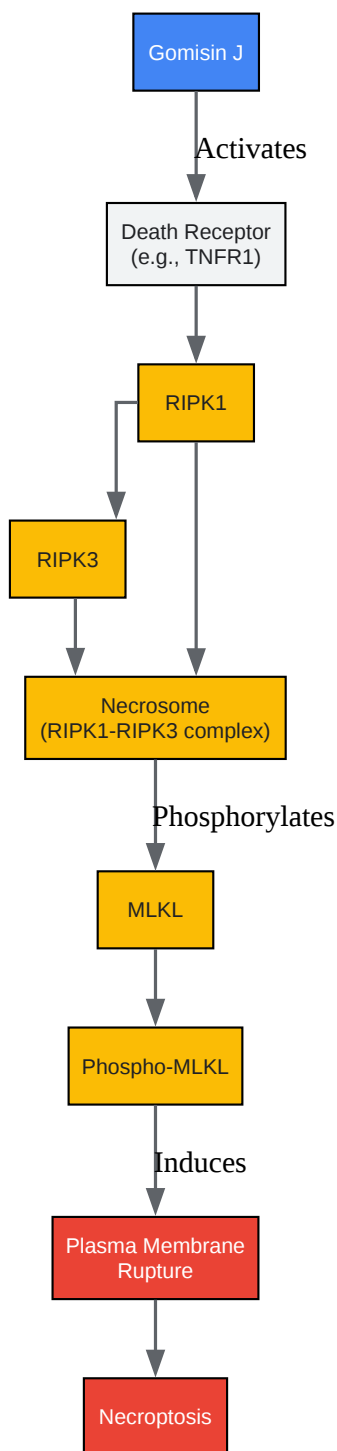 Gomisin J
Activates
Death Receptor
(e.g., TNFR1)
RIPK1
RIPK3
Necrosome
(RIPK1-RIPK3 complex)
Phosphorylates
MLKL
Phospho-MLKL
Induces
Plasma Membrane
Rupture
Necroptosis